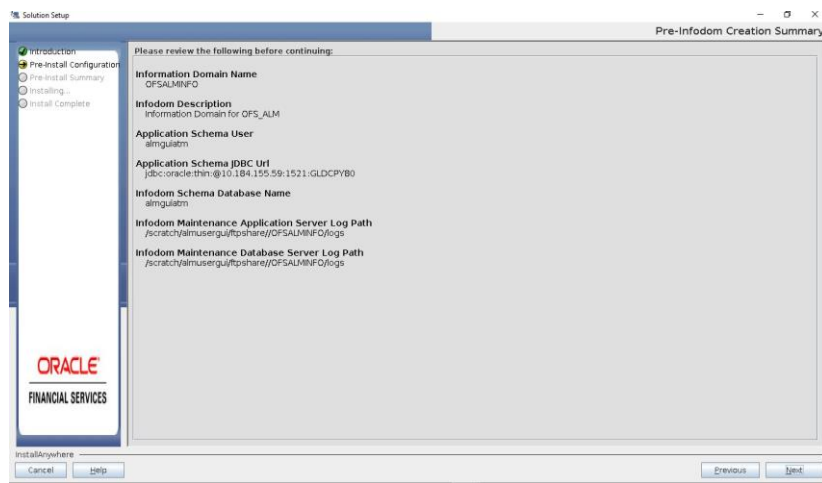 Solution Setup
Pre-Infodom Creation Summary
Introduction
Pre-Install Configuration
Pre-Install Summary
Installing...
Install Complete
Please review the following before continuing:
Information Domain Name
OFSALMINFO
Infodom Description
Information Domain for OFS_ALM
Application Schema User
almguiatm
Application Schema JDBC Url
jdbc:oracle:thin:@10.184.155.59:1521:GLDCPYB0
Infodom Schema Database Name
almguiatm
Infodom Maintenance Application Server Log Path
/scratch/almusergui/ftpshare//OFSALMINFO/logs
Infodom Maintenance Database Server Log Path
/scratch/almusergui/ftpshare//OFSALMINFO/logs
ORACLE
FINANCIAL SERVICES
InstallAnywhere
Cancel
Help
Previous
Next